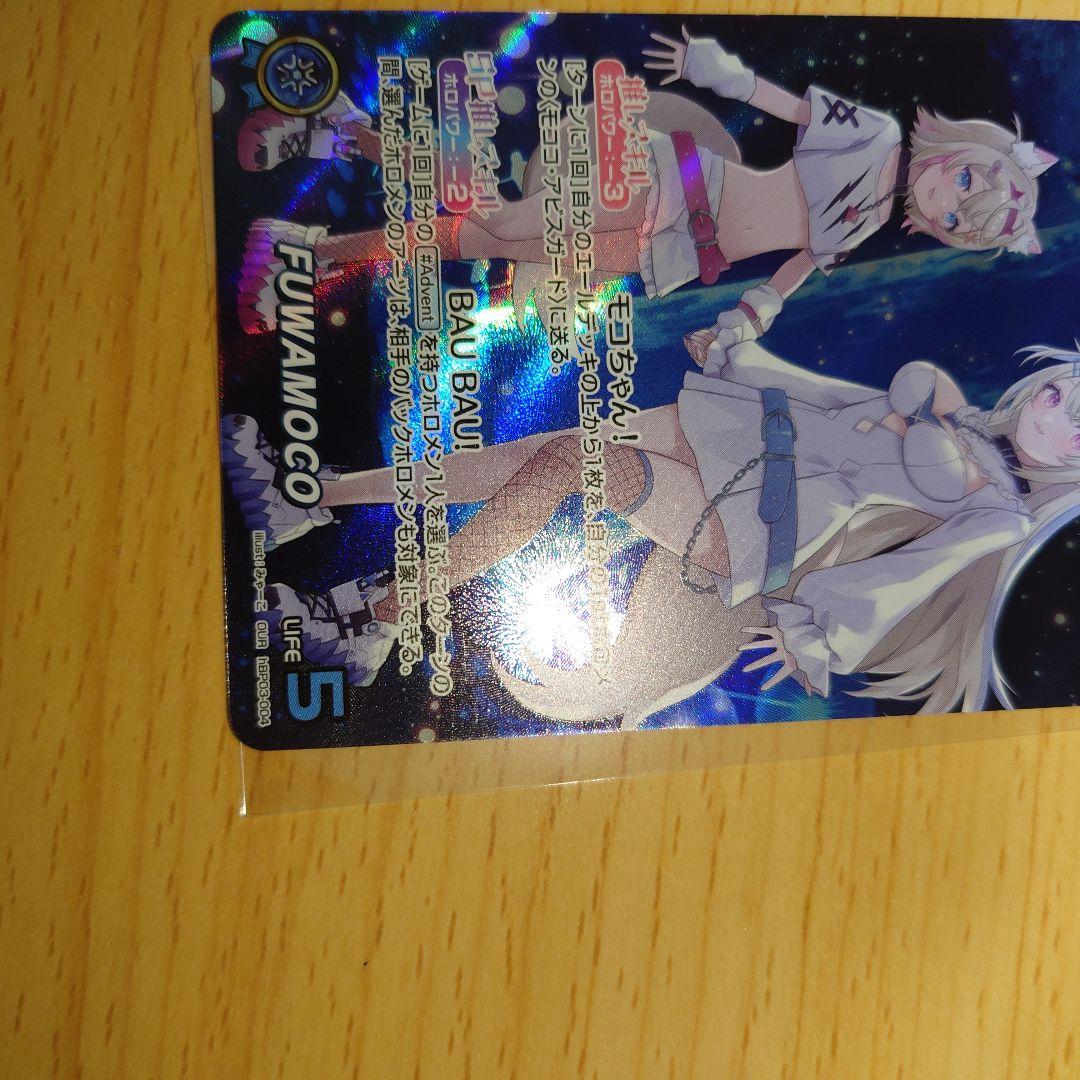 推しスキル
ホロパワー：－3
モコちゃん！
[ターンに1回]自分のエールデッキの上から1枚を、自分の
ンの〈モココ・アビスガード〉に送る。
SP推しスキル
ホロパワー：－2
BAU BAU!
[ゲームに1回]自分の #Advent を持つホロメン1人を選ぶ。このターンの
間、選んだホロメンのアーツは、相手のバックホロメンも対象にできる。
FUWAMOCO
LIFE 5
Illust：みゃーこ OUR hBP03-004